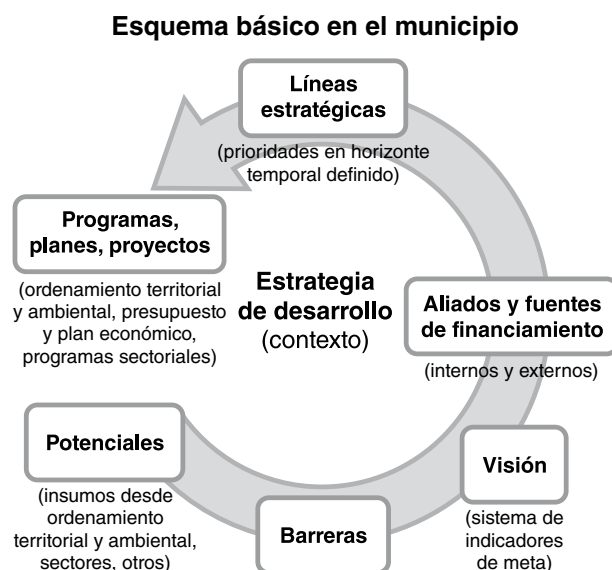 Esquema básico en el municipio
Líneas
estratégicas
(prioridades en horizonte
temporal definido)
Programas,
planes, proyectos
(ordenamiento territorial
y ambiental, presupuesto
y plan económico,
programas sectoriales)
Estrategia
de desarrollo
(contexto)
Aliados y fuentes
de financiamiento
(internos y externos)
Potenciales
(insumos desde
ordenamiento
territorial y ambiental,
sectores, otros)
Barreras
Visión
(sistema de
indicadores
de meta)